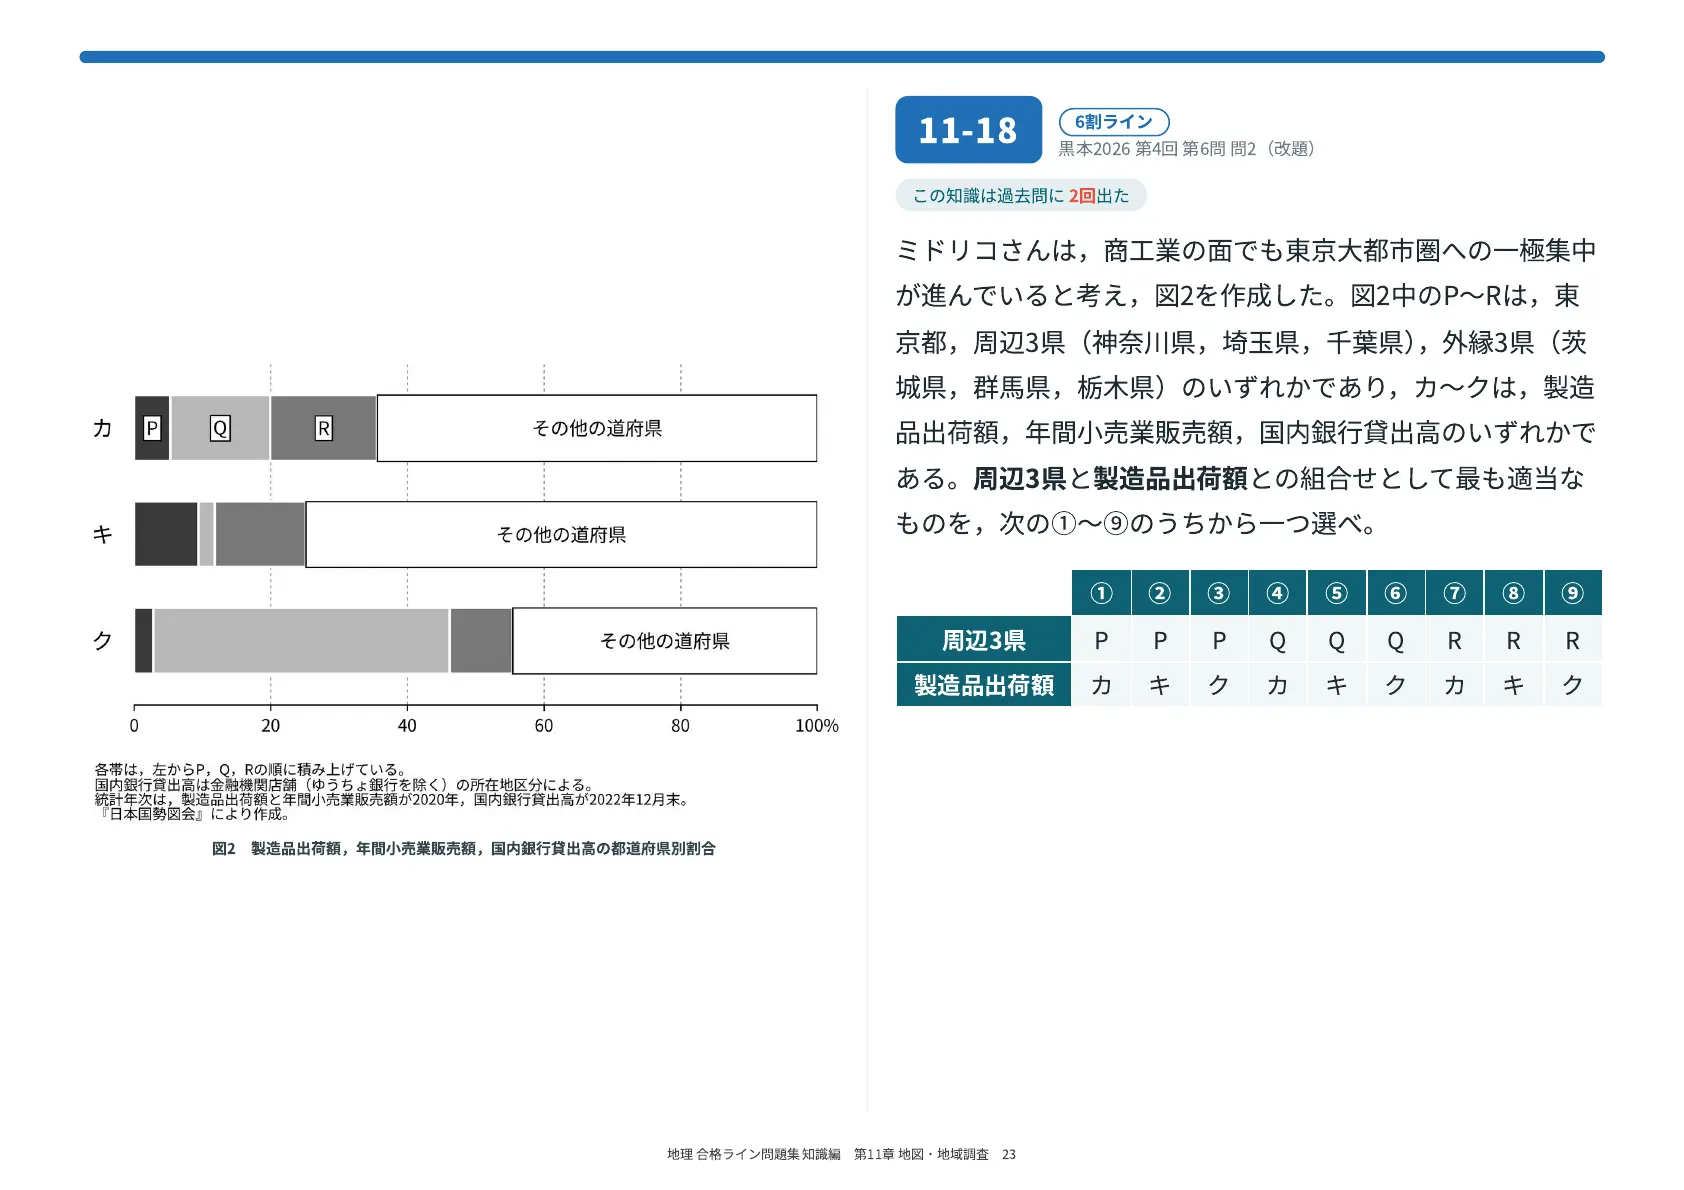 11-18
6割ライン
黒本2026 第4回 第6問 問2（改題）
この知識は過去問に 2回出た
ミドリコさんは，商工業の面でも東京大都市圏への一極集中
が進んでいると考え，図2を作成した。図2中のP～Rは，東
京都，周辺3県（神奈川県，埼玉県，千葉県），外縁3県（茨
城県，群馬県，栃木県）のいずれかであり，カ～クは，製造
品出荷額，年間小売業販売額，国内銀行貸出高のいずれかで
ある。周辺3県と製造品出荷額との組合せとして最も適当な
ものを，次の①～⑨のうちから一つ選べ。
① ② ③ ④ ⑤ ⑥ ⑦ ⑧ ⑨
周辺3県 P P P Q Q Q R R R
製造品出荷額 カ キ ク カ キ ク カ キ ク
カ P Q R その他の道府県
キ その他の道府県
ク その他の道府県
0 20 40 60 80 100%
各帯は，左からP，Q，Rの順に積み上げている。
国内銀行貸出高は金融機関店舗（ゆうちょ銀行を除く）の所在地区分による。
統計年次は，製造品出荷額と年間小売業販売額が2020年，国内銀行貸出高が2022年12月末。
『日本国勢図会』により作成。
図2　製造品出荷額，年間小売業販売額，国内銀行貸出高の都道府県別割合
地理 合格ライン問題集 知識編　第11章 地図・地域調査　23